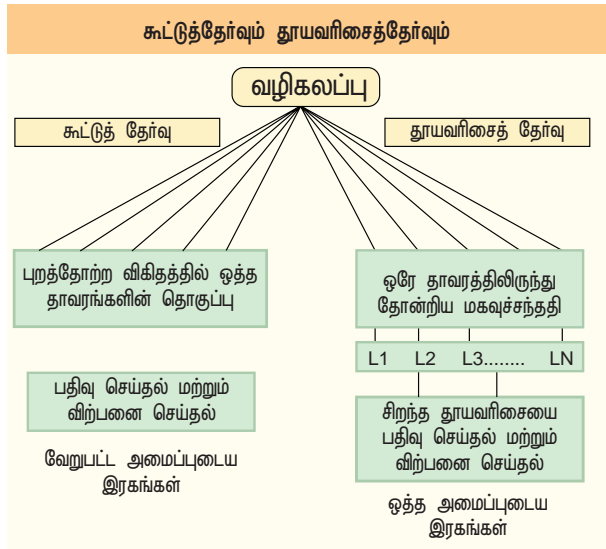 கூட்டுத்தேர்வும் தூயவரிசைத்தேர்வும்
வழிகலப்பு
கூட்டுத் தேர்வு
தூயவரிசைத் தேர்வு
புறத்தோற்ற விகிதத்தில் ஒத்த
தாவரங்களின் தொகுப்பு
பதிவு செய்தல் மற்றும்
விற்பனை செய்தல்
வேறுபட்ட அமைப்புடைய
இரகங்கள்
ஒரே தாவரத்திலிருந்து
தோன்றிய மகவுச்சந்ததி
L1 L2 L3........ LN
சிறந்த தூயவரிசையை
பதிவு செய்தல் மற்றும்
விற்பனை செய்தல்
ஒத்த அமைப்புடைய
இரகங்கள்